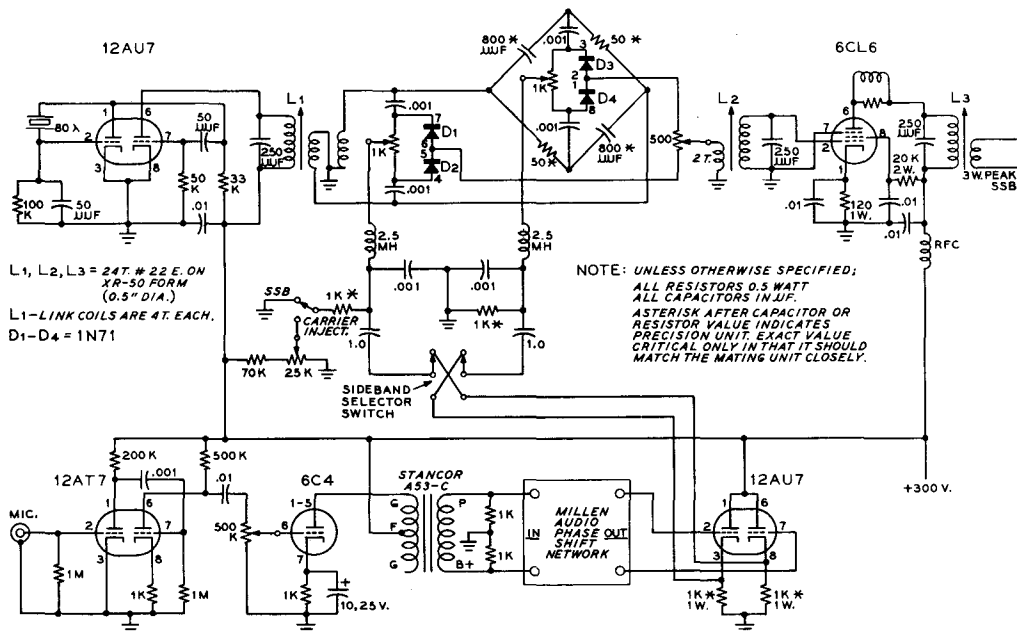 12AU7
6CL6
80 λ
1
6
2
7
3
8
50
µµF
50
K
33
K
.01
100
K
50
µµF
250
µµF
L1
.001
1K
7
D1
6
5
D2
4
.001
800 *
µµF
.001
50 *
3
D3
2
1
1K
D4
8
.001
50 *
800 *
µµF
500
L2
2 T.
250
µµF
6
7
2
8
1
.01
120
1W.
20K
2W.
.01
.01
250
µµF
L3
3W. PEAK
SSB
RFC
L1, L2, L3 = 24T. # 22 E. ON
XR-50 FORM
(0.5" DIA.)
L1-LINK COILS ARE 4T. EACH.
D1-D4 = 1N71
2.5
MH
2.5
MH
.001
.001
SSB
1K *
CARRIER
INJECT.
1K*
1.0
1.0
70K
25K
SIDEBAND
SELECTOR
SWITCH
NOTE: UNLESS OTHERWISE SPECIFIED;
ALL RESISTORS 0.5 WATT
ALL CAPACITORS IN µF.
ASTERISK AFTER CAPACITOR OR
RESISTOR VALUE INDICATES
PRECISION UNIT. EXACT VALUE
CRITICAL ONLY IN THAT IT SHOULD
MATCH THE MATING UNIT CLOSELY.
200 K
500K
12AT7
.001
.01
6C4
STANCOR
A53-C
12AU7
+300 V.
MIC.
1
6
2
7
3
8
1M
1K
1M
500
K
1-5
6
7
1K
+
10, 25 V.
G
F
G
P
B+
1K
1K
MILLEN
AUDIO
PHASE
SHIFT
NETWORK
IN
OUT
1
6
2
7
3
8
1K *
1W.
1K *
1W.